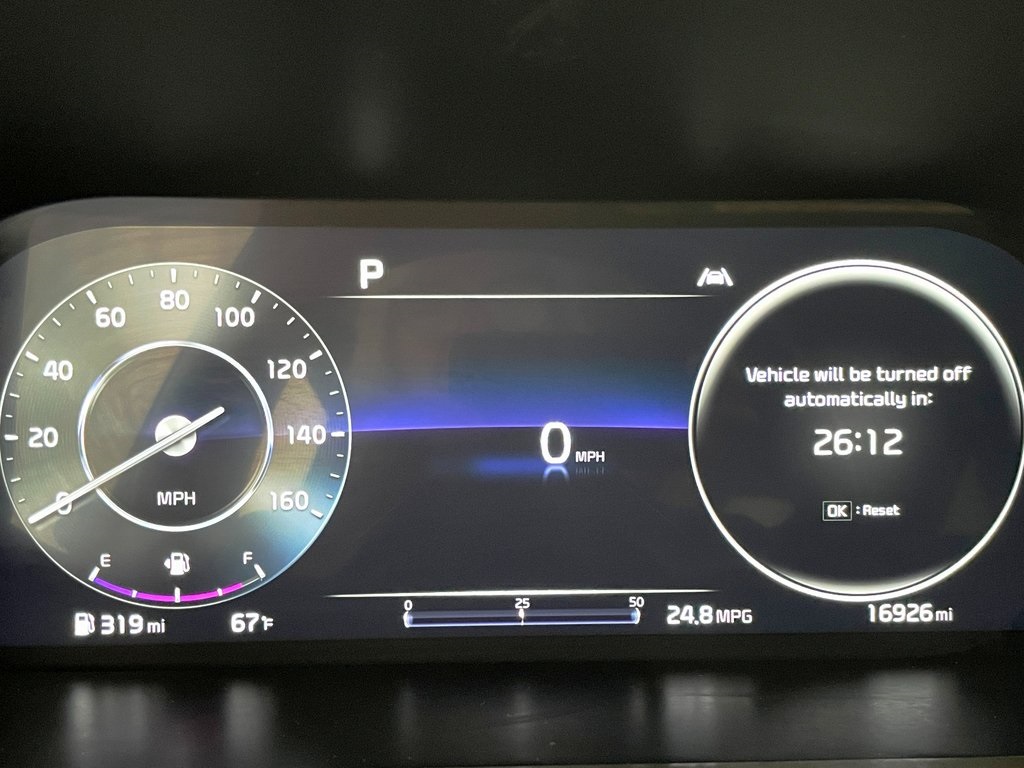 P
0
20
40
60
80
100
120
140
160
MPH
E
F
319 mi
67°F
0 MPH
0
25
50
24.8 MPG
Vehicle will be turned off
automatically in:
26:12
OK : Reset
16926 mi